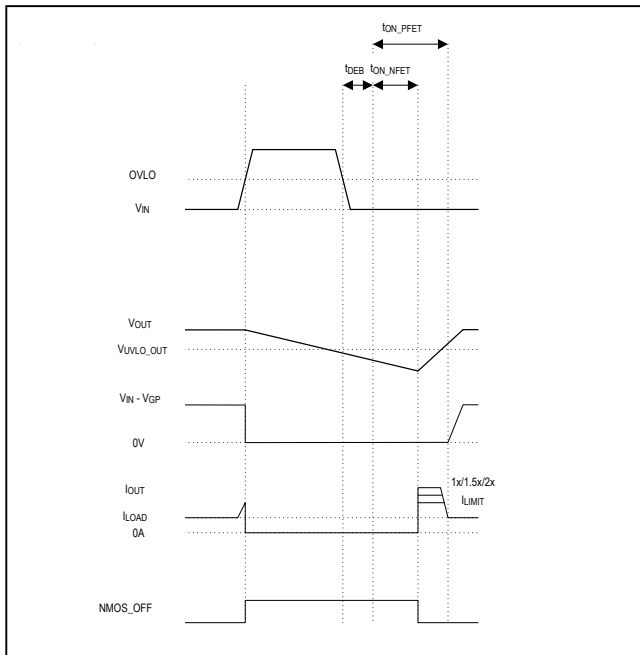 tON_PFET
tDEB tON_NFET
OVLO
VIN
VOUT
VUVLO_OUT
VIN - VGP
0V
IOUT
1x/1.5x/2x
ILIMIT
ILOAD
0A
NMOS_OFF